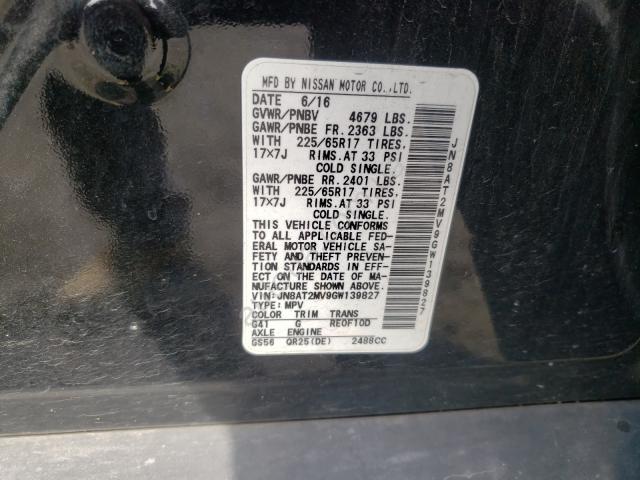 MFD BY NISSAN MOTOR CO.,LTD.
DATE 6/16
GVWR/PNBV 4679 LBS.
GAWR/PNBE FR. 2363 LBS.
WITH 225/65R17 TIRES,
17X7J RIMS.AT 33 PSI
COLD SINGLE.
GAWR/PNBE RR. 2401 LBS.
WITH 225/65R17 TIRES,
17X7J RIMS.AT 33 PSI
COLD SINGLE.
THIS VEHICLE CONFORMS
TO ALL APPLICABLE FED-
ERAL MOTOR VEHICLE SA-
FETY AND THEFT PREVEN-
TION STANDARDS IN EFF-
ECT ON THE DATE OF MA-
NUFACTURE SHOWN ABOVE.
VIN: JN8AT2MV9GW139827
TYPE: MPV
COLOR TRIM TRANS
G41 G RE0F10D
AXLE ENGINE
GS56 QR25(DE) 2488CC
JN8AT2MV9GW139827